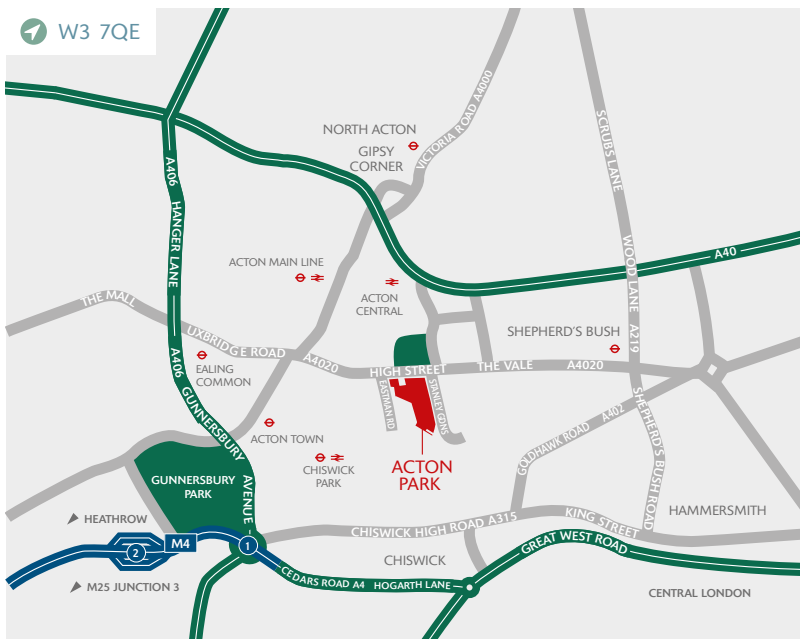 W3 7QE
NORTH ACTON
GIPSY
CORNER
VICTORIA ROAD A4000
SCRUBS LANE
WOOD LANE A219
A406
HANGER LANE
A406
A40
ACTON MAIN LINE
ACTON
CENTRAL
THE MALL
UXBRIDGE ROAD
A4020
HIGH STREET
THE VALE
A4020
SHEPHERD'S BUSH
EALING
COMMON
EASTMAN RD
STANLEY GDNS
GUNNERSBURY
AVENUE
ACTON TOWN
CHISWICK
PARK
ACTON
PARK
GOLDHAWK ROAD
A402
SHEPHERD'S BUSH ROAD
GUNNERSBURY
PARK
HEATHROW
M4
2
1
M25 JUNCTION 3
CHISWICK HIGH ROAD A315
KING STREET
HAMMERSMITH
CHISWICK
GREAT WEST ROAD
CEDARS ROAD A4
HOGARTH LANE
CENTRAL LONDON